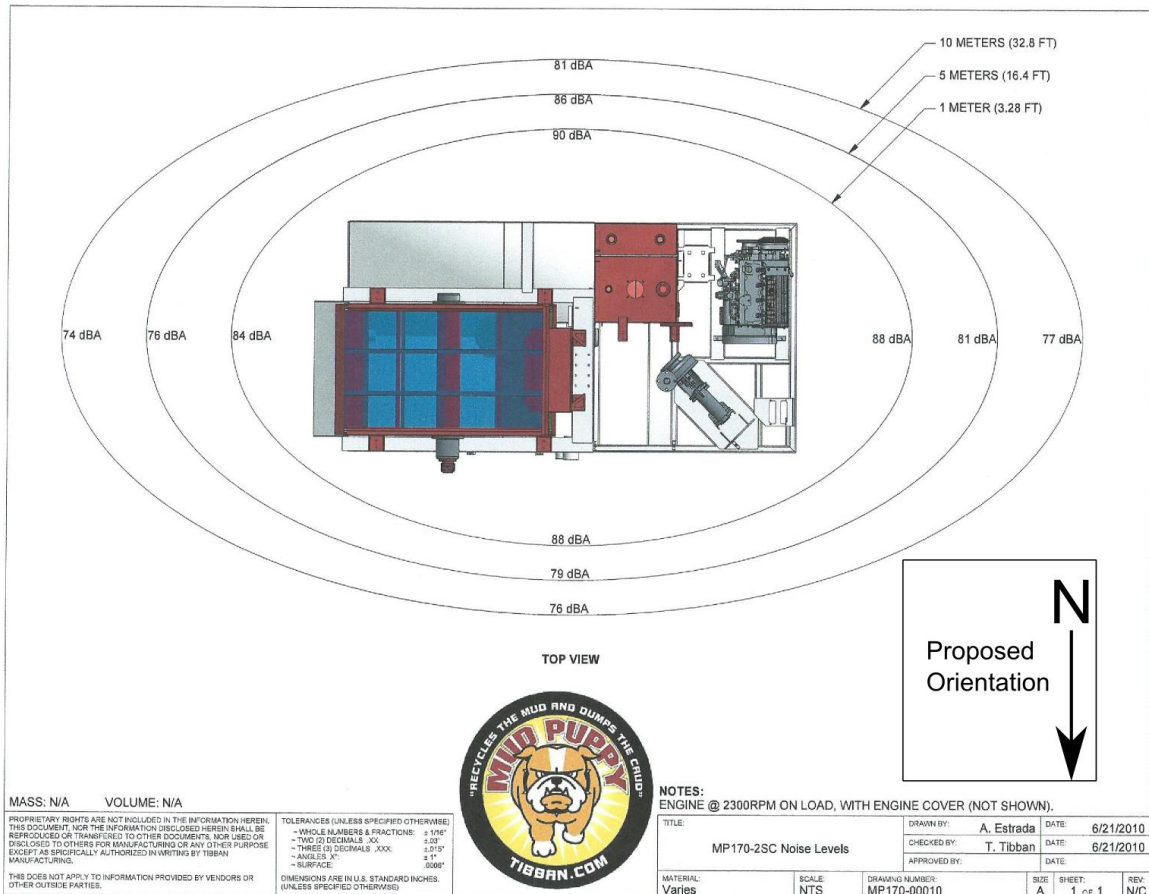 10 METERS (32.8 FT)
81 dBA
5 METERS (16.4 FT)
86 dBA
1 METER (3.28 FT)
90 dBA
74 dBA 76 dBA 84 dBA 88 dBA 81 dBA 77 dBA
88 dBA
79 dBA
76 dBA
N
Proposed
Orientation
TOP VIEW
"RECYCLES THE MUD AND DUMPS THE CRUD"
MUD PUPPY
TIBBAN.COM
NOTES:
ENGINE @ 2300RPM ON LOAD, WITH ENGINE COVER (NOT SHOWN).
MASS: N/A VOLUME: N/A
PROPRIETARY RIGHTS ARE NOT INCLUDED IN THE INFORMATION HEREIN,
THIS DOCUMENT, NOR THE INFORMATION DISCLOSED HEREIN SHALL BE
REPRODUCED OR TRANSFERED TO OTHER DOCUMENTS, NOR USED OR
DISCLOSED TO OTHERS FOR MANUFACTURING OR ANY OTHER PURPOSE
EXCEPT AS SPECIFICALLY AUTHORIZED IN WRITING BY TIBBAN
MANUFACTURING.
THIS DOES NOT APPLY TO INFORMATION PROVIDED BY VENDORS OR
OTHER OUTSIDE PARTIES.
TOLERANCES (UNLESS SPECIFIED OTHERWISE)
~ WHOLE NUMBERS & FRACTIONS: ± 1/16"
~ TWO (2) DECIMALS .XX: ±.03"
~ THREE (3) DECIMALS .XXX: ±.015"
~ ANGLES X°: ± 1°
~ SURFACE: .0006"
DIMENSIONS ARE IN U.S. STANDARD INCHES.
(UNLESS SPECIFIED OTHERWISE)
TITLE:
MP170-2SC Noise Levels
DRAWN BY: A. Estrada DATE: 6/21/2010
CHECKED BY: T. Tibban DATE: 6/21/2010
APPROVED BY: DATE:
MATERIAL: SCALE: DRAWING NUMBER: SIZE SHEET: REV:
Varies NTS MP170-00010 A 1 OF 1 N/C